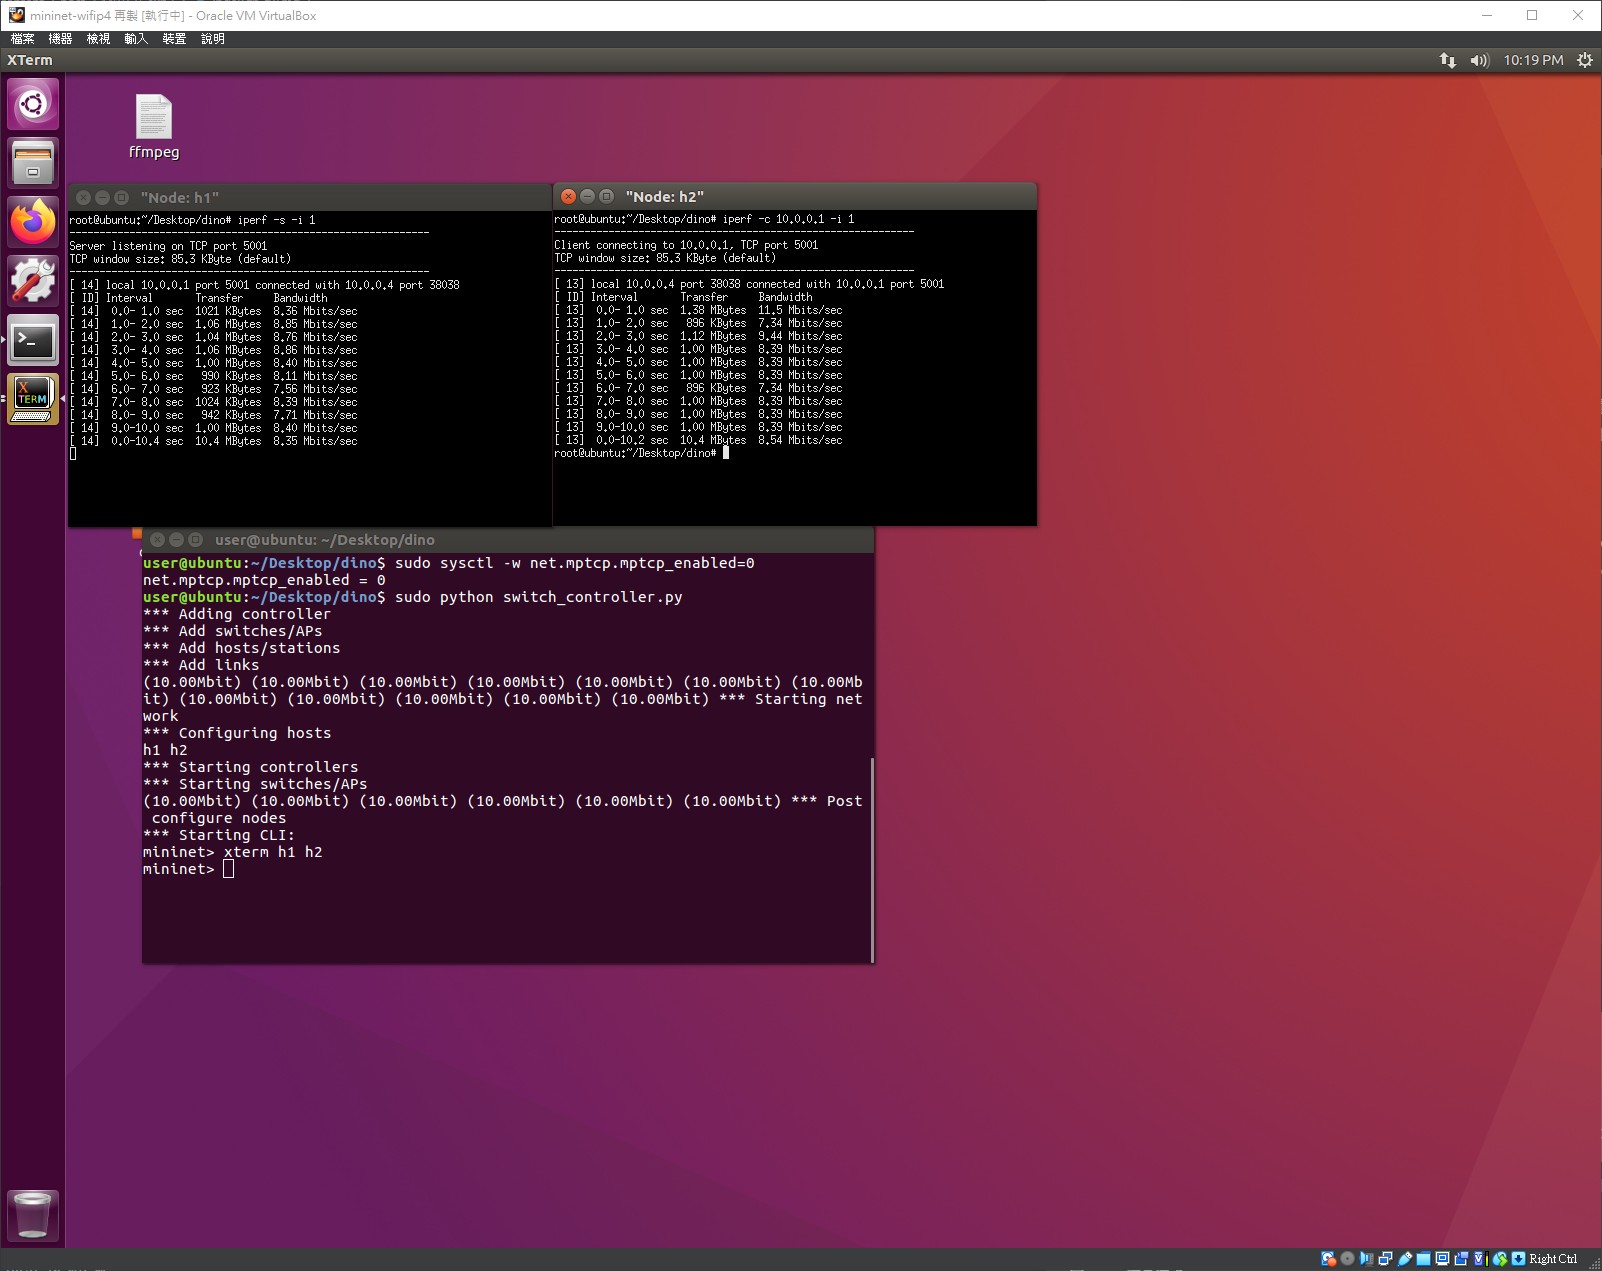 mininet-wifip4 再製 [執行中] - Oracle VM VirtualBox
檔案 機器 檢視 輸入 裝置 說明
XTerm
10:19 PM
ffmpeg
"Node: h1"
root@ubuntu:~/Desktop/dino# iperf -s -i 1
------------------------------------------------------------
Server listening on TCP port 5001
TCP window size: 85.3 KByte (default)
------------------------------------------------------------
[ 14] local 10.0.0.1 port 5001 connected with 10.0.0.4 port 38038
[ ID] Interval       Transfer     Bandwidth
[ 14]  0.0- 1.0 sec  1021 KBytes  8.36 Mbits/sec
[ 14]  1.0- 2.0 sec  1.06 MBytes  8.85 Mbits/sec
[ 14]  2.0- 3.0 sec  1.04 MBytes  8.76 Mbits/sec
[ 14]  3.0- 4.0 sec  1.06 MBytes  8.86 Mbits/sec
[ 14]  4.0- 5.0 sec  1.00 MBytes  8.40 Mbits/sec
[ 14]  5.0- 6.0 sec   990 KBytes  8.11 Mbits/sec
[ 14]  6.0- 7.0 sec   923 KBytes  7.56 Mbits/sec
[ 14]  7.0- 8.0 sec  1024 KBytes  8.39 Mbits/sec
[ 14]  8.0- 9.0 sec   942 KBytes  7.71 Mbits/sec
[ 14]  9.0-10.0 sec  1.00 MBytes  8.40 Mbits/sec
[ 14]  0.0-10.4 sec  10.4 MBytes  8.35 Mbits/sec
"Node: h2"
root@ubuntu:~/Desktop/dino# iperf -c 10.0.0.1 -i 1
------------------------------------------------------------
Client connecting to 10.0.0.1, TCP port 5001
TCP window size: 85.3 KByte (default)
------------------------------------------------------------
[ 13] local 10.0.0.4 port 38038 connected with 10.0.0.1 port 5001
[ ID] Interval       Transfer     Bandwidth
[ 13]  0.0- 1.0 sec  1.38 MBytes  11.5 Mbits/sec
[ 13]  1.0- 2.0 sec   896 KBytes  7.34 Mbits/sec
[ 13]  2.0- 3.0 sec  1.12 MBytes  9.44 Mbits/sec
[ 13]  3.0- 4.0 sec  1.00 MBytes  8.39 Mbits/sec
[ 13]  4.0- 5.0 sec  1.00 MBytes  8.39 Mbits/sec
[ 13]  5.0- 6.0 sec  1.00 MBytes  8.39 Mbits/sec
[ 13]  6.0- 7.0 sec   896 KBytes  7.34 Mbits/sec
[ 13]  7.0- 8.0 sec  1.00 MBytes  8.39 Mbits/sec
[ 13]  8.0- 9.0 sec  1.00 MBytes  8.39 Mbits/sec
[ 13]  9.0-10.0 sec  1.00 MBytes  8.39 Mbits/sec
[ 13]  0.0-10.2 sec  10.4 MBytes  8.54 Mbits/sec
root@ubuntu:~/Desktop/dino#
user@ubuntu: ~/Desktop/dino
user@ubuntu:~/Desktop/dino$ sudo sysctl -w net.mptcp.mptcp_enabled=0
net.mptcp.mptcp_enabled = 0
user@ubuntu:~/Desktop/dino$ sudo python switch_controller.py
*** Adding controller
*** Add switches/APs
*** Add hosts/stations
*** Add links
(10.00Mbit) (10.00Mbit) (10.00Mbit) (10.00Mbit) (10.00Mbit) (10.00Mbit) (10.00Mb
it) (10.00Mbit) (10.00Mbit) (10.00Mbit) (10.00Mbit) (10.00Mbit) *** Starting net
work
*** Configuring hosts
h1 h2
*** Starting controllers
*** Starting switches/APs
(10.00Mbit) (10.00Mbit) (10.00Mbit) (10.00Mbit) (10.00Mbit) (10.00Mbit) *** Post
 configure nodes
*** Starting CLI:
mininet> xterm h1 h2
mininet>
X
TERM
Right Ctrl